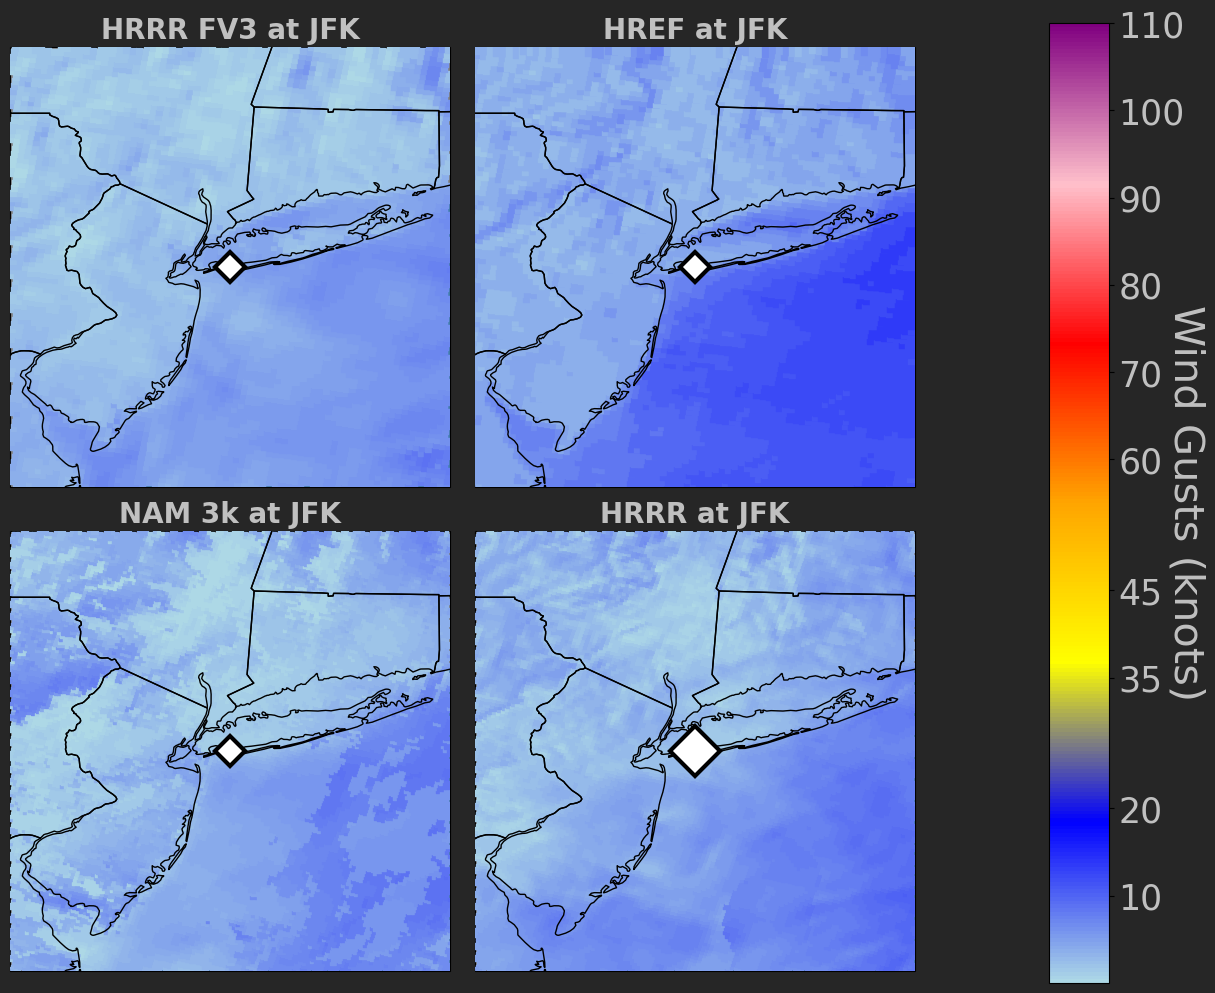 HRRR FV3 at JFK
HREF at JFK
NAM 3k at JFK
HRRR at JFK
110
100
90
80
70
60
45
35
20
10
Wind Gusts (knots)